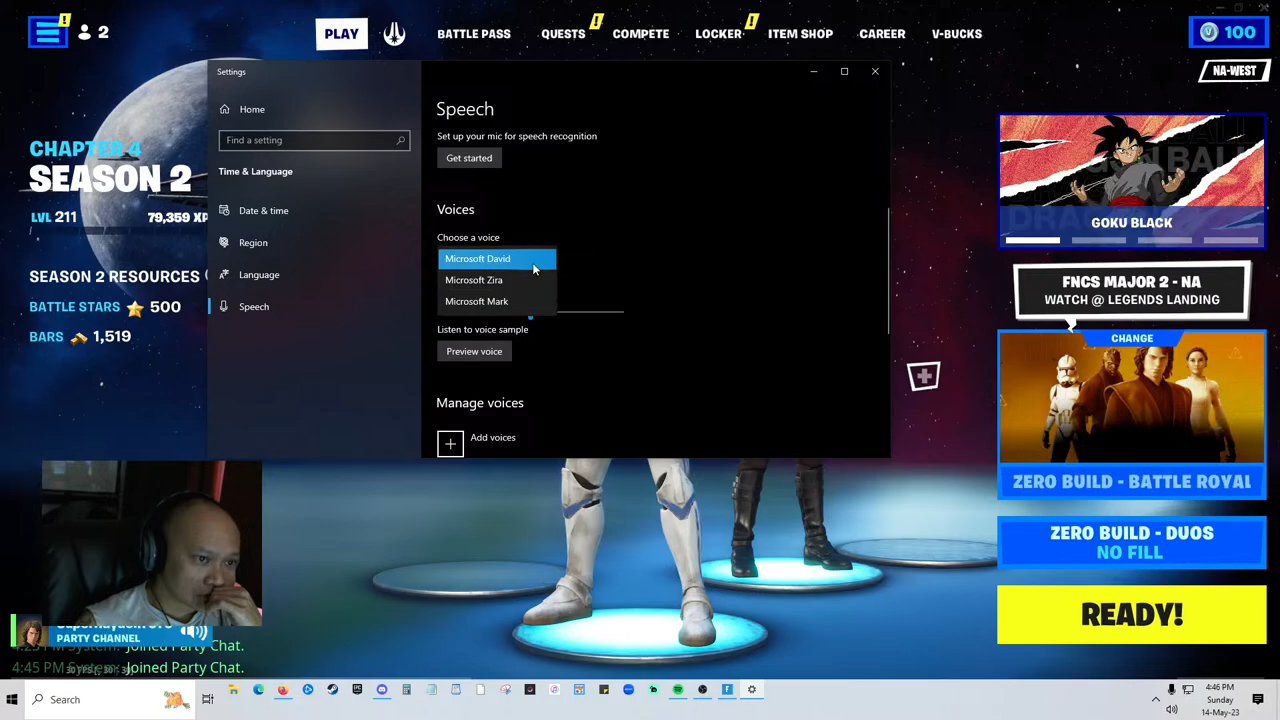 2
PLAY
BATTLE PASS
QUESTS
COMPETE
LOCKER
ITEM SHOP
CAREER
V-BUCKS
100
NA-WEST
CHAPTER 4
SEASON 2
LVL 211
79,359 XP
SEASON 2 RESOURCES
BATTLE STARS 500
BARS 1,519
Settings
Home
Find a setting
Time & Language
Date & time
Region
Language
Speech
Speech
Set up your mic for speech recognition
Get started
Voices
Choose a voice
Microsoft David
Microsoft Zira
Microsoft Mark
Listen to voice sample
Preview voice
Manage voices
Add voices
GOKU BLACK
FNCS MAJOR 2 - NA
WATCH @ LEGENDS LANDING
CHANGE
ZERO BUILD - BATTLE ROYAL
ZERO BUILD - DUOS
NO FILL
READY!
PARTY CHANNEL
Joined Party Chat.
4:45 PM System: Joined Party Chat.
Search
4:46 PM
Sunday
14-May-23